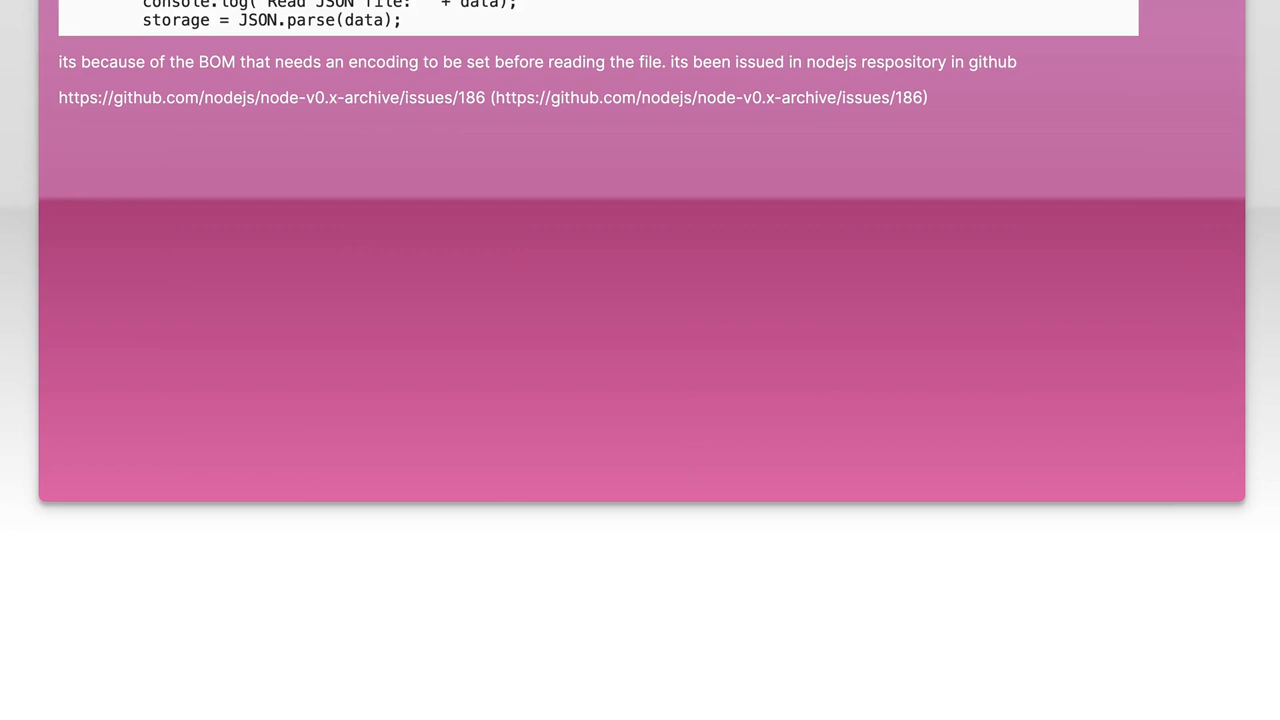 console.log("Read JSON file: " + data);
storage = JSON.parse(data);
its because of the BOM that needs an encoding to be set before reading the file. its been issued in nodejs respository in github
https://github.com/nodejs/node-v0.x-archive/issues/186 (https://github.com/nodejs/node-v0.x-archive/issues/186)